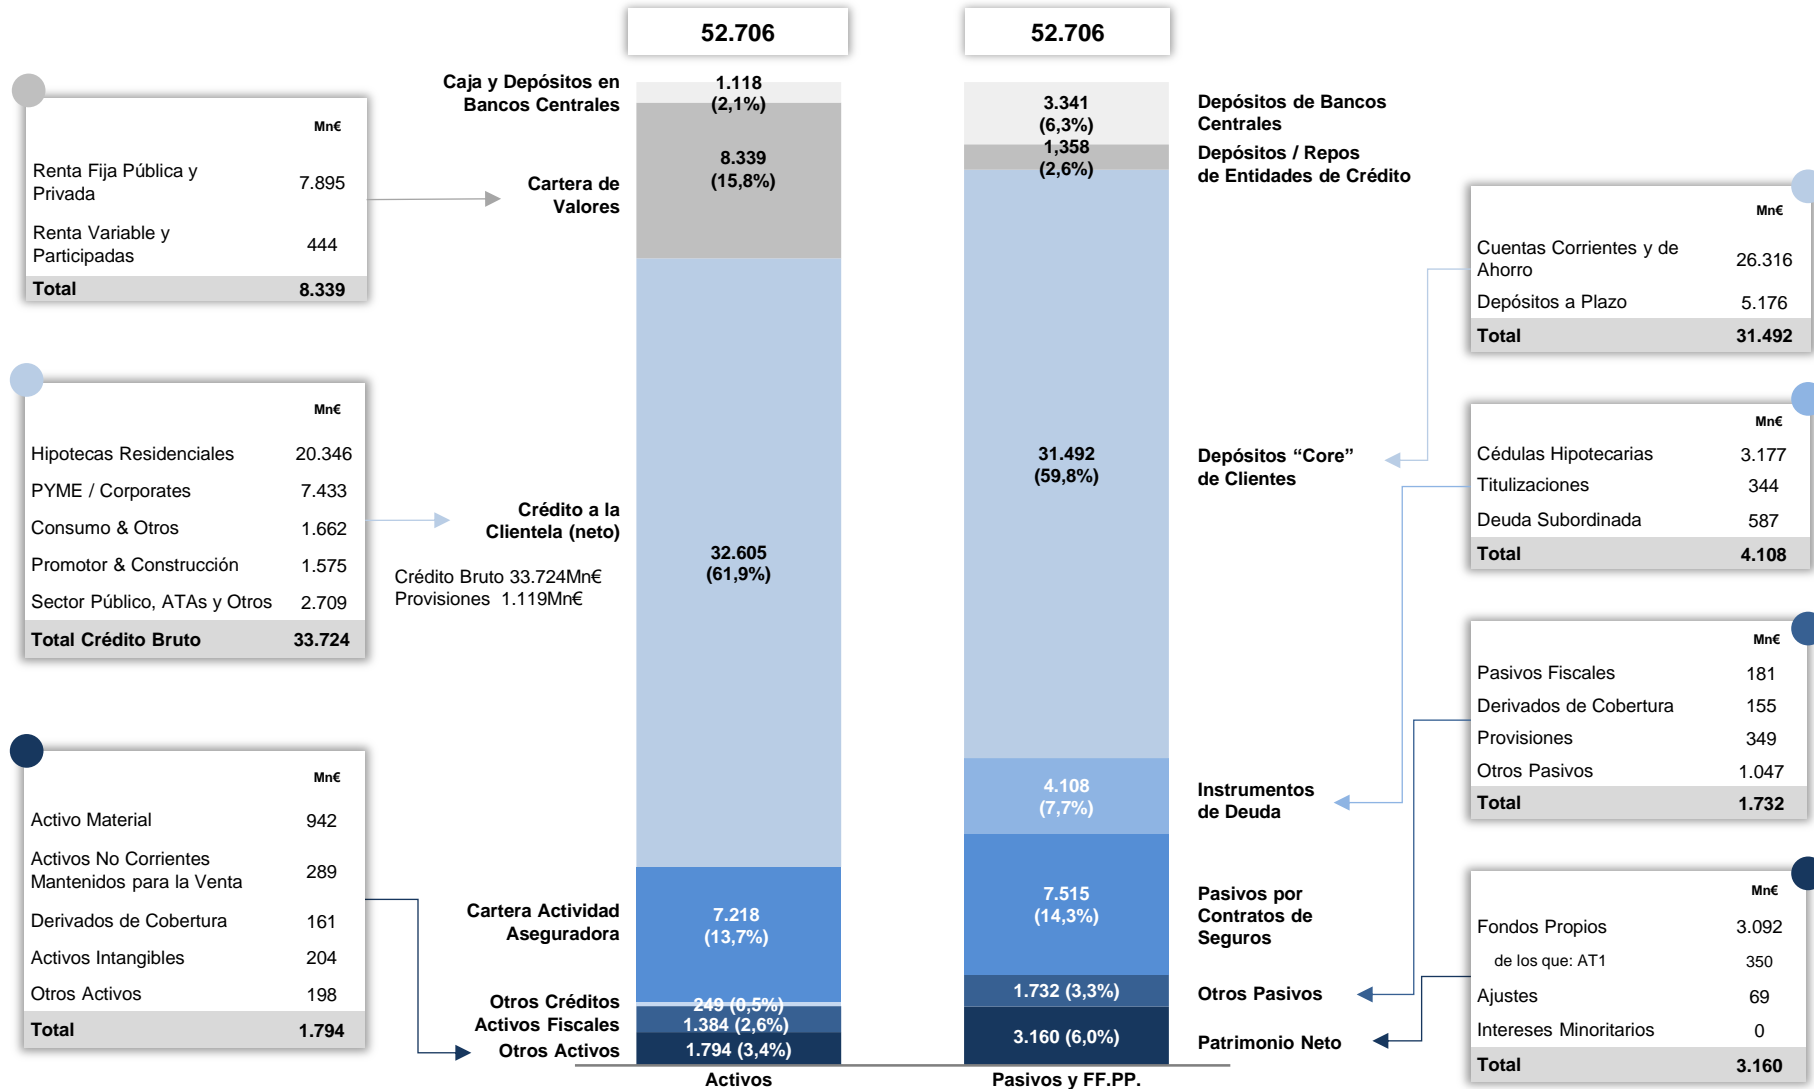 52.706
52.706
Mn€
Renta Fija Pública y
Privada
7.895
Renta Variable y
Participadas
444
Total 8.339
Mn€
Hipotecas Residenciales 20.346
PYME / Corporates 7.433
Consumo & Otros 1.662
Promotor & Construcción 1.575
Sector Público, ATAs y Otros 2.709
Total Crédito Bruto 33.724
Mn€
Activo Material 942
Activos No Corrientes
Mantenidos para la Venta
289
Derivados de Cobertura 161
Activos Intangibles 204
Otros Activos 198
Total 1.794
Caja y Depósitos en
Bancos Centrales
Cartera de
Valores
Crédito a la
Clientela (neto)
Crédito Bruto 33.724Mn€
Provisiones 1.119Mn€
Cartera Actividad
Aseguradora
Otros Créditos
Activos Fiscales
Otros Activos
1.118
(2,1%)
8.339
(15,8%)
32.605
(61,9%)
7.218
(13,7%)
249 (0,5%)
1.384 (2,6%)
1.794 (3,4%)
Activos
3.341
(6,3%)
1,358
(2,6%)
31.492
(59,8%)
4.108
(7,7%)
7.515
(14,3%)
1.732 (3,3%)
3.160 (6,0%)
Pasivos y FF.PP.
Depósitos de Bancos
Centrales
Depósitos / Repos
de Entidades de Crédito
Depósitos “Core”
de Clientes
Instrumentos
de Deuda
Pasivos por
Contratos de
Seguros
Otros Pasivos
Patrimonio Neto
Mn€
Cuentas Corrientes y de
Ahorro
26.316
Depósitos a Plazo 5.176
Total 31.492
Mn€
Cédulas Hipotecarias 3.177
Titulizaciones 344
Deuda Subordinada 587
Total 4.108
Mn€
Pasivos Fiscales 181
Derivados de Cobertura 155
Provisiones 349
Otros Pasivos 1.047
Total 1.732
Mn€
Fondos Propios 3.092
de los que: AT1 350
Ajustes 69
Intereses Minoritarios 0
Total 3.160